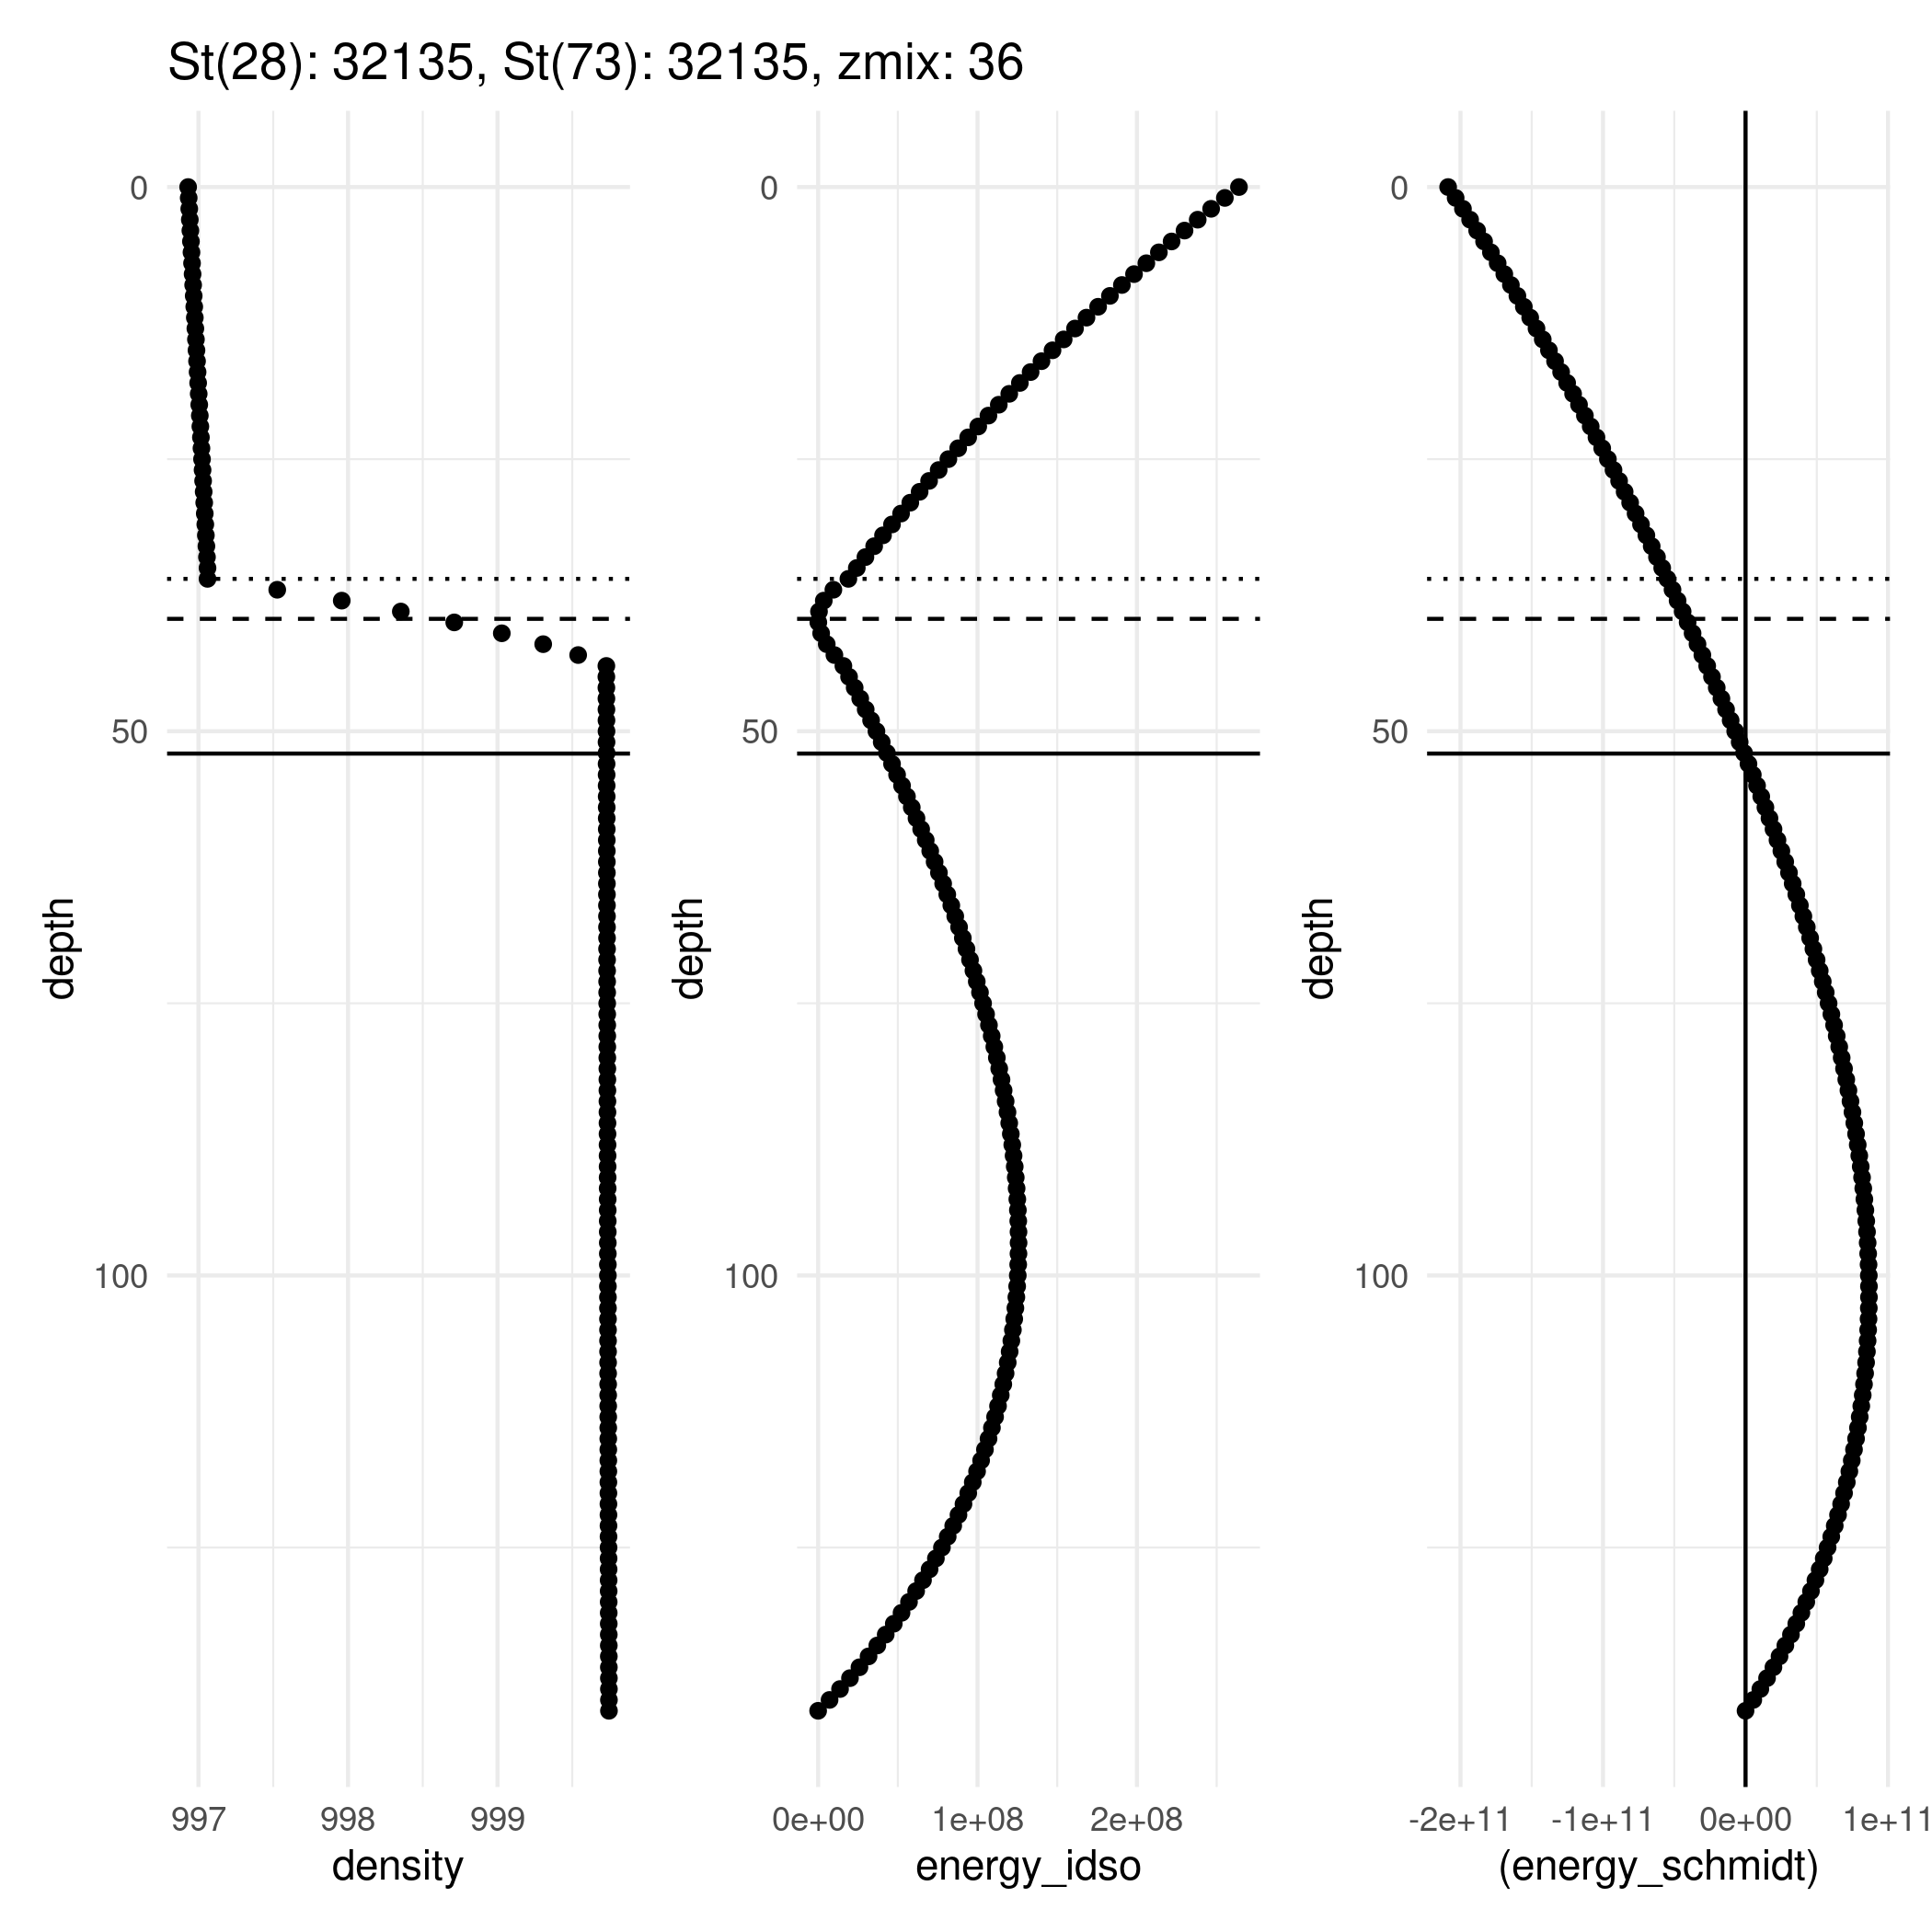 St(28): 32135, St(73): 32135, zmix: 36
0
50
100
depth
997 998 999
density
0
50
100
depth
0e+00 1e+08 2e+08
energy_idso
0
50
100
depth
-2e+11 -1e+11 0e+00 1e+11
(energy_schmidt)